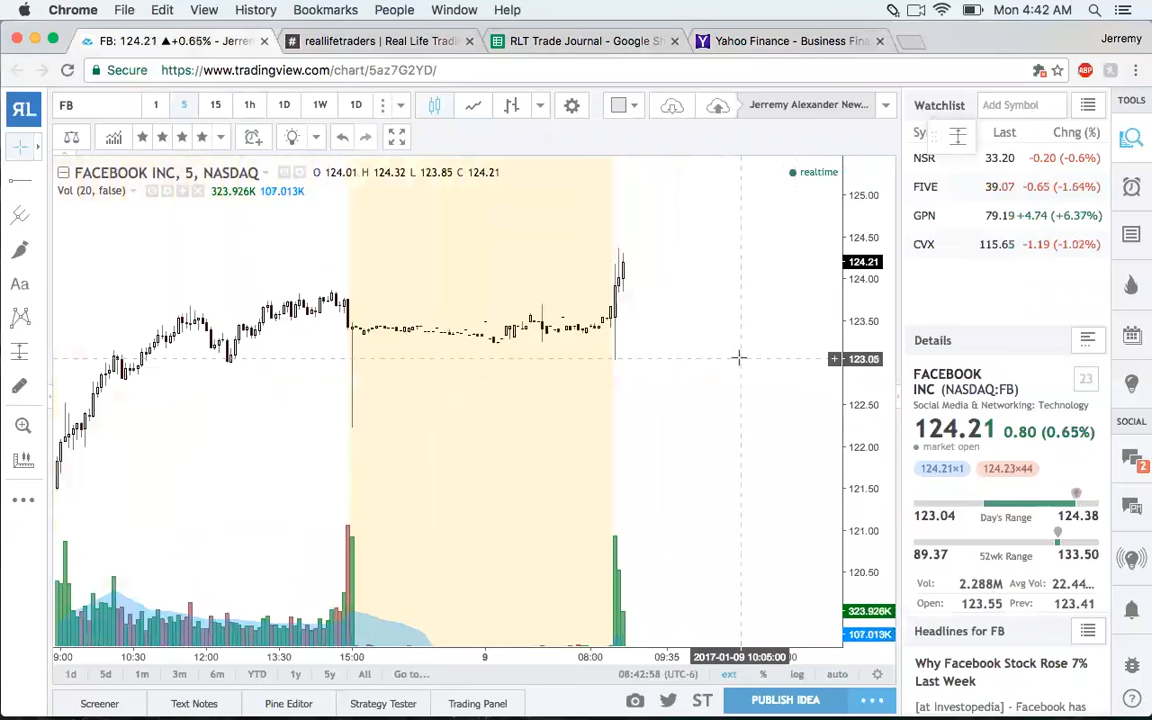 Chrome File Edit View History Bookmarks People Window Help Mon 4:42 AM
FB: 124.21 ▲+0.65% - Jerem × # reallifetraders | Real Life Tradi × RLT Trade Journal - Google Sh × Yahoo Finance - Business Fina × Jeremy
Secure https://www.tradingview.com/chart/5az7G2YD/ ABP
RL FB 1 5 15 1h 1D 1W 1D Jeremy Alexander New... Watchlist Add Symbol TOOLS
Sy Last Chng (%)
FACEBOOK INC, 5, NASDAQ O 124.01 H 124.32 L 123.85 C 124.21 realtime
Vol (20, false) 323.926K 107.013K
NSR 33.20 -0.20 (-0.6%)
FIVE 39.07 -0.65 (-1.64%)
GPN 79.19 +4.74 (+6.37%)
CVX 115.65 -1.19 (-1.02%)
125.00
124.50
124.21
124.00
123.50
+ 123.05
122.50
122.00
121.50
121.00
120.50
323.926K
107.013K
Aa
Details
FACEBOOK
INC (NASDAQ:FB) 23
Social Media & Networking: Technology
124.21 0.80 (0.65%)
market open
124.21×1 124.23×44
123.04 Day's Range 124.38
89.37 52wk Range 133.50
Vol: 2.288M Avg Vol: 22.44...
Open: 123.55 Prev: 123.41
Headlines for FB
Why Facebook Stock Rose 7%
Last Week
[at Investopedia] - Facebook has
SOCIAL
2
9:00 10:30 12:00 13:30 15:00 9 08:00 09:35 2017-01-09 10:05:00
1d 5d 1m 3m 6m YTD 1y 5y All Go to... 08:42:58 (UTC-6) ext % log auto
Screener Text Notes Pine Editor Strategy Tester Trading Panel ST PUBLISH IDEA ...